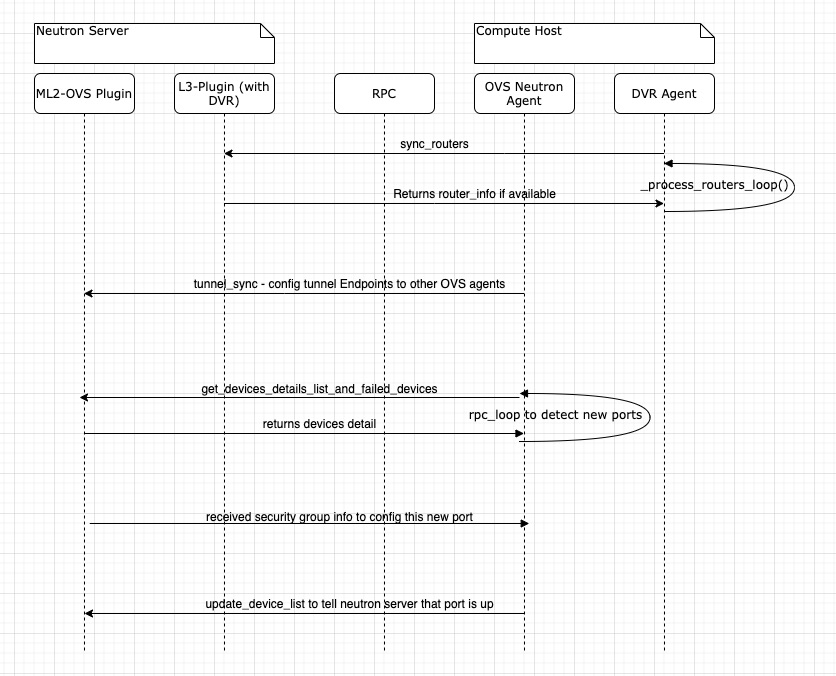 Neutron Server
Compute Host
ML2-OVS Plugin
L3-Plugin (with
DVR)
RPC
OVS Neutron
Agent
DVR Agent
sync_routers
_process_routers_loop()
Returns router_info if available
tunnel_sync - config tunnel Endpoints to other OVS agents
get_devices_details_list_and_failed_devices
rpc_loop to detect new ports
returns devices detail
received security group info to config this new port
update_device_list to tell neutron server that port is up